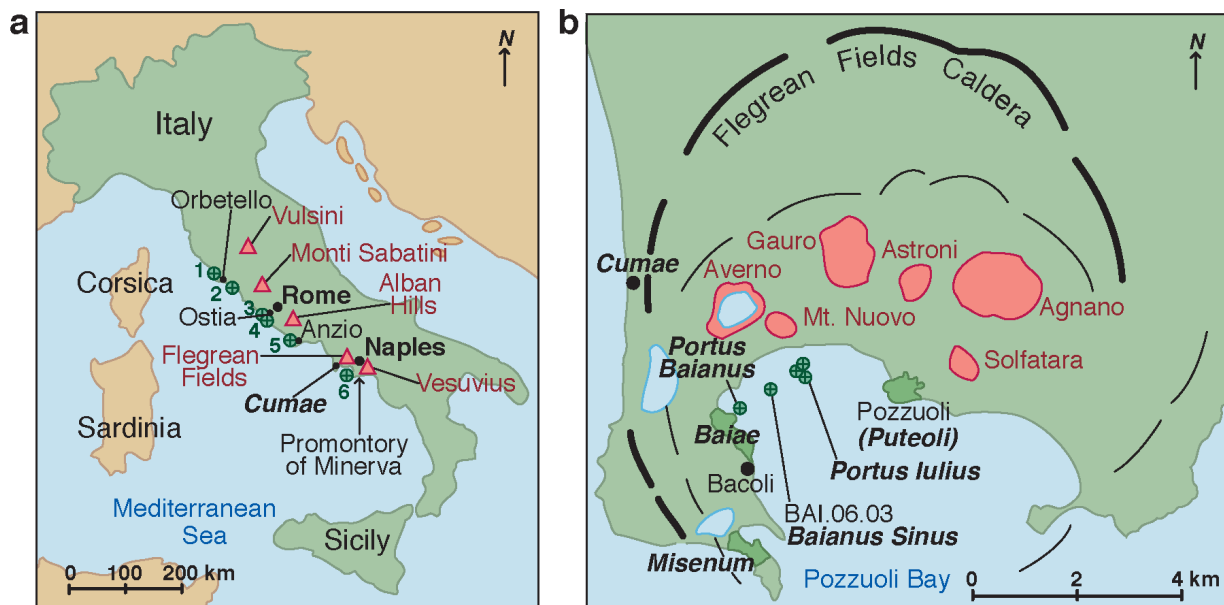 a
N
Italy
Orbetello
Vulsini
Monti Sabatini
Corsica
1
2
Rome
Alban
Hills
Ostia
3
4
5
Anzio
Flegrean
Fields
Naples
Cumae
6
Vesuvius
Sardinia
Promontory
of Minerva
Mediterranean
Sea
Sicily
0 100 200 km
b
N
Flegrean Fields Caldera
Gauro
Astroni
Cumae
Averno
Agnano
Mt. Nuovo
Portus
Baianus
Solfatara
Pozzuoli
(Puteoli)
Baiae
Portus Iulius
Bacoli
BAI.06.03
Baianus Sinus
Misenum
Pozzuoli Bay
0 2 4 km